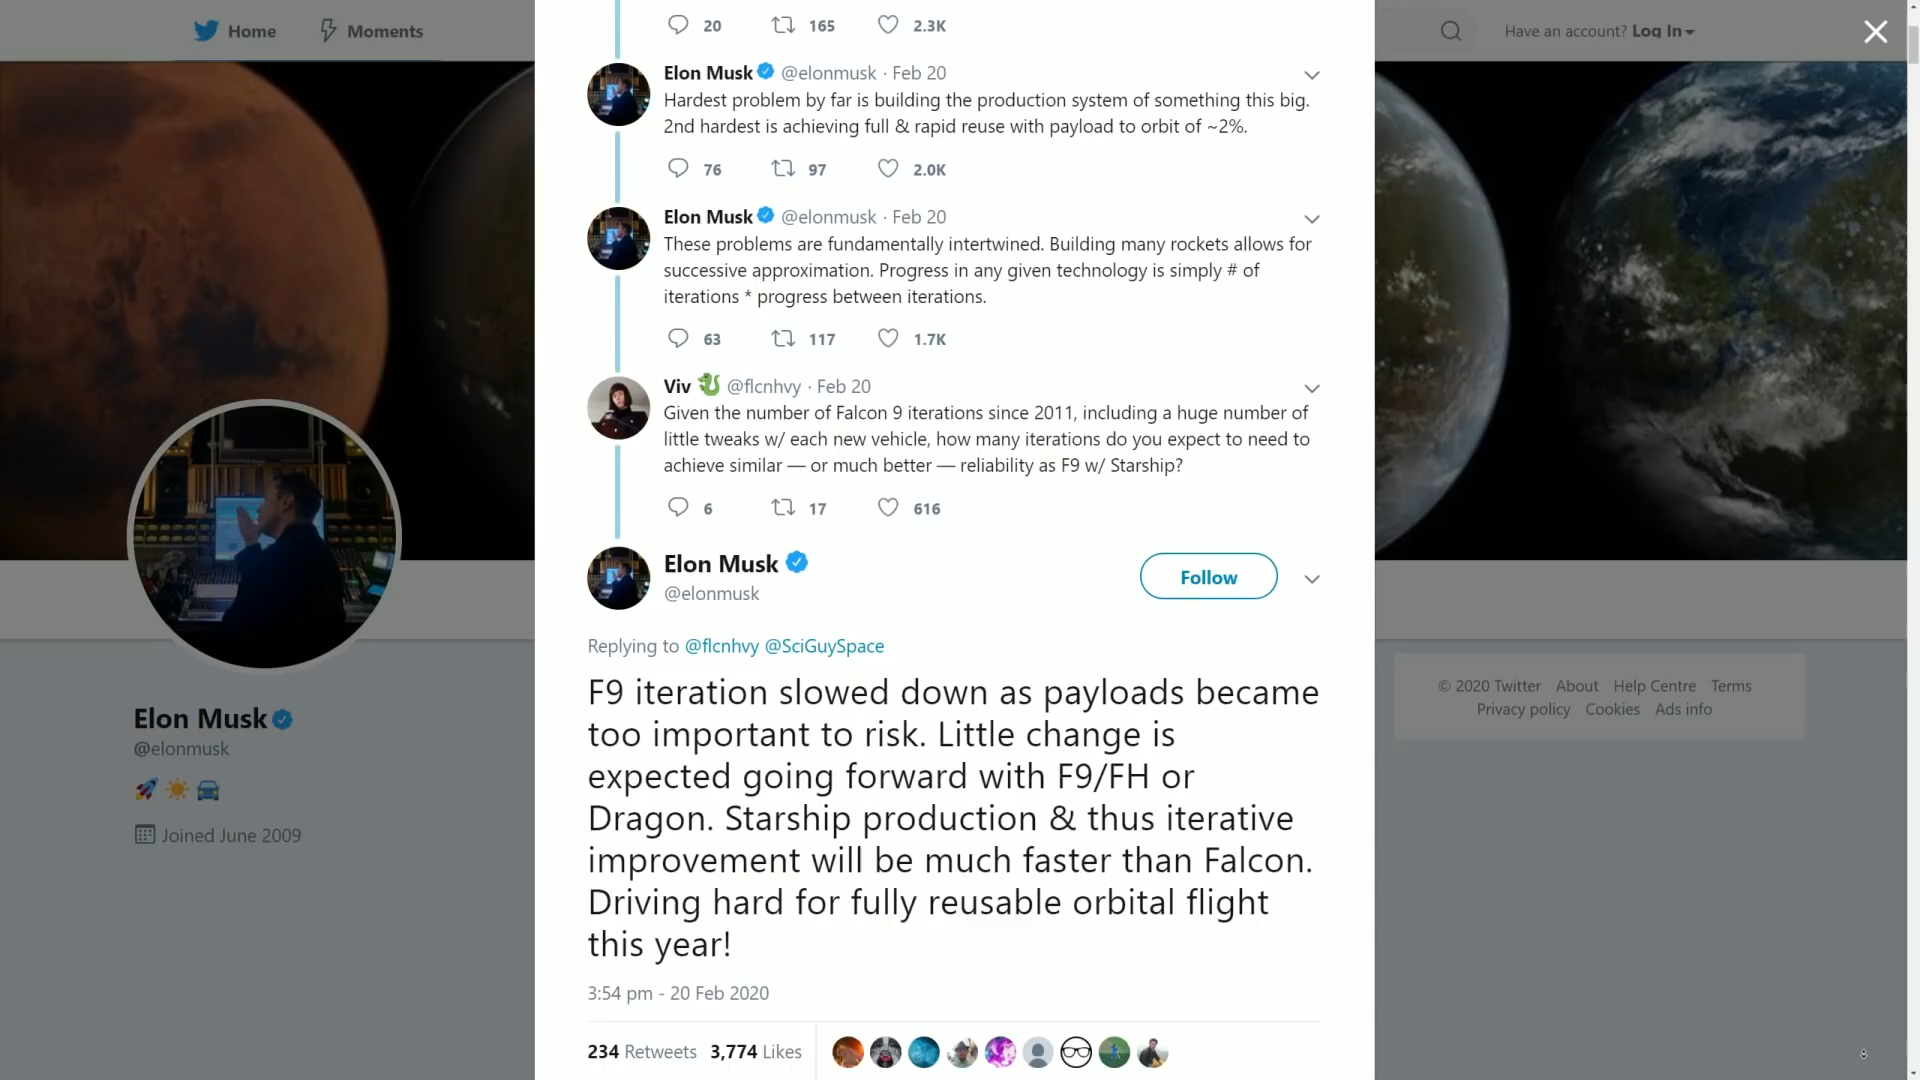 Home
Moments
Have an account? Log In
20 165 2.3K
Elon Musk @elonmusk · Feb 20
Hardest problem by far is building the production system of something this big.
2nd hardest is achieving full & rapid reuse with payload to orbit of ~2%.
76 97 2.0K
Elon Musk @elonmusk · Feb 20
These problems are fundamentally intertwined. Building many rockets allows for
successive approximation. Progress in any given technology is simply # of
iterations * progress between iterations.
63 117 1.7K
Viv @flcnhvy · Feb 20
Given the number of Falcon 9 iterations since 2011, including a huge number of
little tweaks w/ each new vehicle, how many iterations do you expect to need to
achieve similar — or much better — reliability as F9 w/ Starship?
6 17 616
Elon Musk
@elonmusk
Follow
Replying to @flcnhvy @SciGuySpace
F9 iteration slowed down as payloads became
too important to risk. Little change is
expected going forward with F9/FH or
Dragon. Starship production & thus iterative
improvement will be much faster than Falcon.
Driving hard for fully reusable orbital flight
this year!
3:54 pm - 20 Feb 2020
234 Retweets 3,774 Likes
Elon Musk
@elonmusk
Joined June 2009
© 2020 Twitter About Help Centre Terms
Privacy policy Cookies Ads info